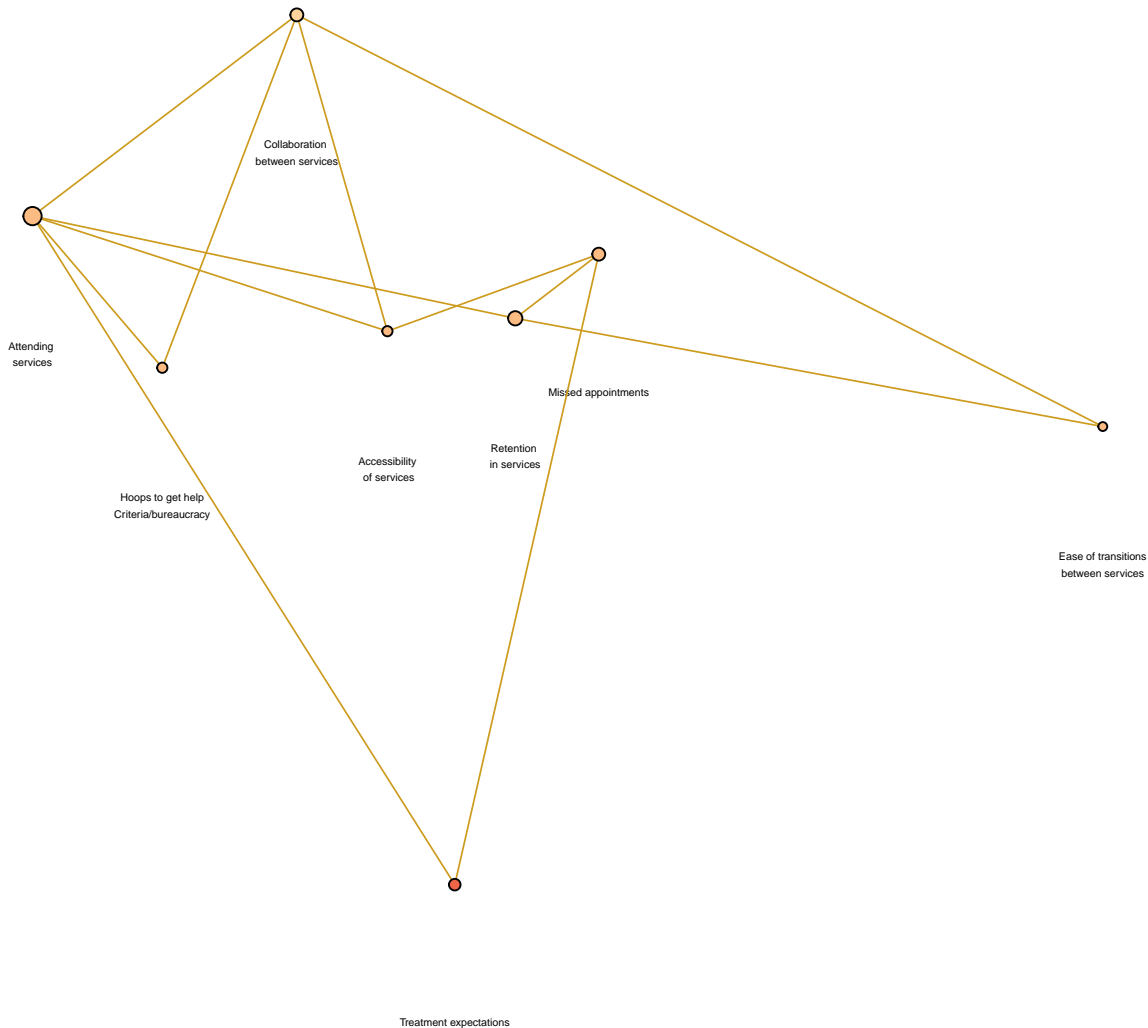 Collaboration
between services
Attending
services
Missed appointments
Retention
in services
Accessibility
of services
Hoops to get help
Criteria/bureaucracy
Ease of transitions
between services
Treatment expectations